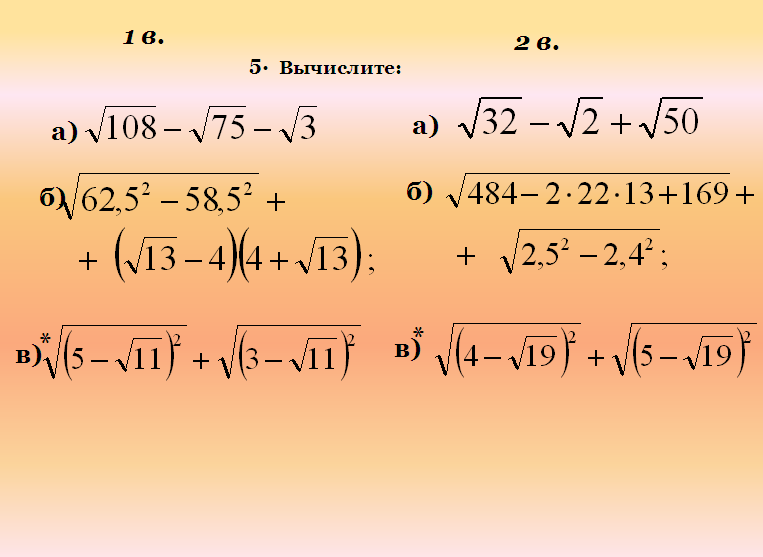 1 в. 2 в.
5. Вычислите:
а) √108 − √75 − √3
б) √(62,5² − 58,5²) +
+ (√13 − 4)(4 + √13);
в)* √((5 − √11)²) + √((3 − √11)²)
а) √32 − √2 + √50
б) √(484 − 2·22·13 + 169) +
+ √(2,5² − 2,4²);
в)* √((4 − √19)²) + √((5 − √19)²)